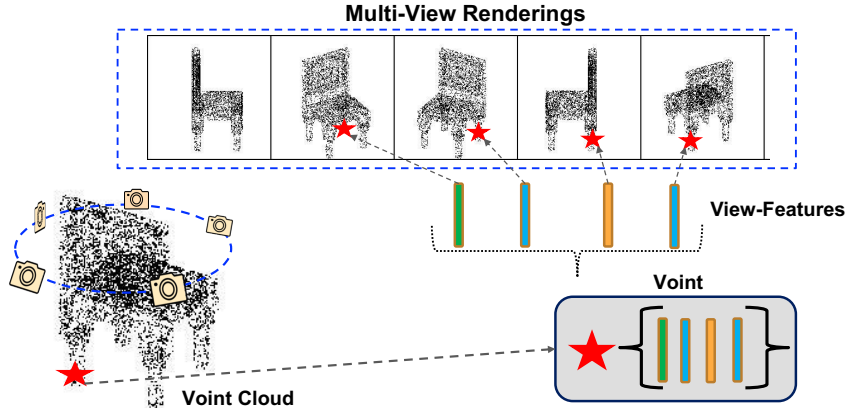 Multi-View Renderings
View-Features
Voint
Voint Cloud